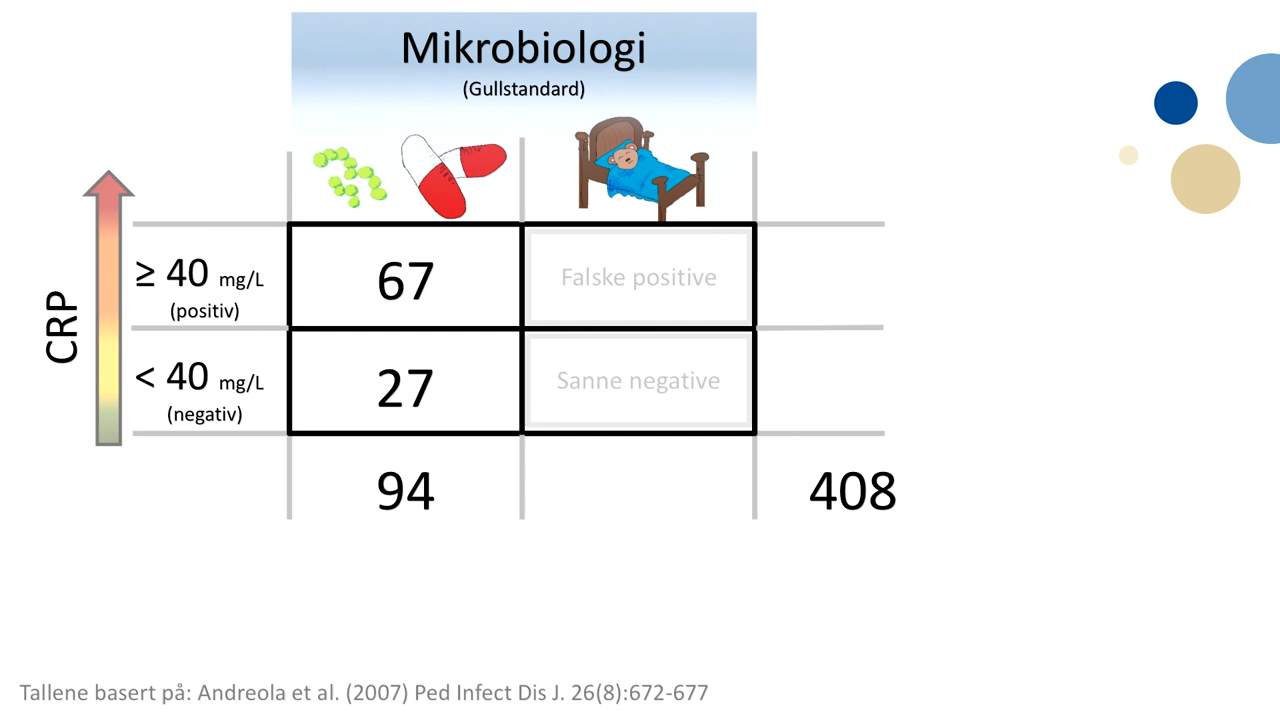 Mikrobiologi
(Gullstandard)
CRP
≥ 40 mg/L
(positiv)
67
Falske positive
< 40 mg/L
(negativ)
27
Sanne negative
94
408
Tallene basert på: Andreola et al. (2007) Ped Infect Dis J. 26(8):672-677